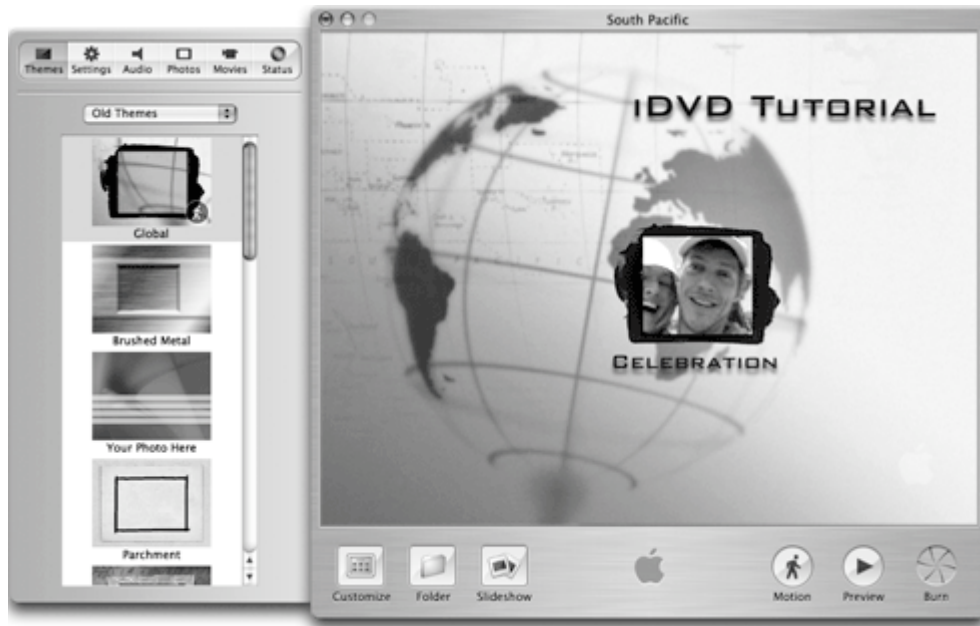 South Pacific
Themes Settings Audio Photos Movies Status
Old Themes
Global
Brushed Metal
Your Photo Here
Parchment
iDVD Tutorial
Celebration
Customize Folder Slideshow Motion Preview Burn